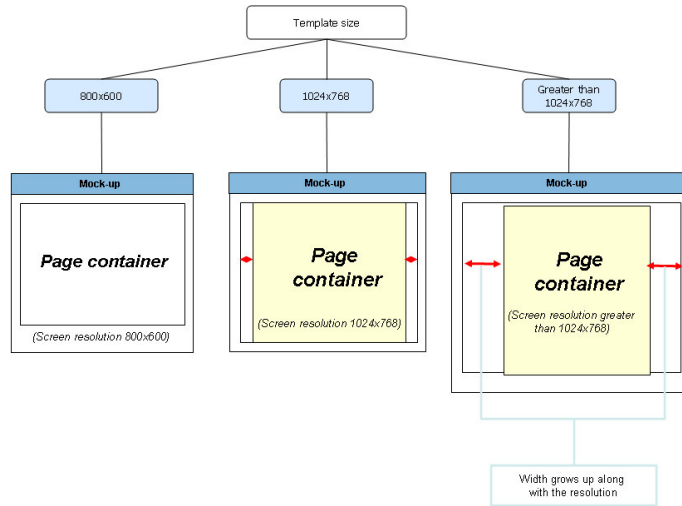 Template size
800x600
1024x768
Greater than
1024x768
Mock-up
Page container
(Screen resolution 800x600)
Mock-up
Page
container
(Screen resolution 1024x768)
Mock-up
Page
container
(Screen resolution greater
than 1024x768)
Width grows up along
with the resolution